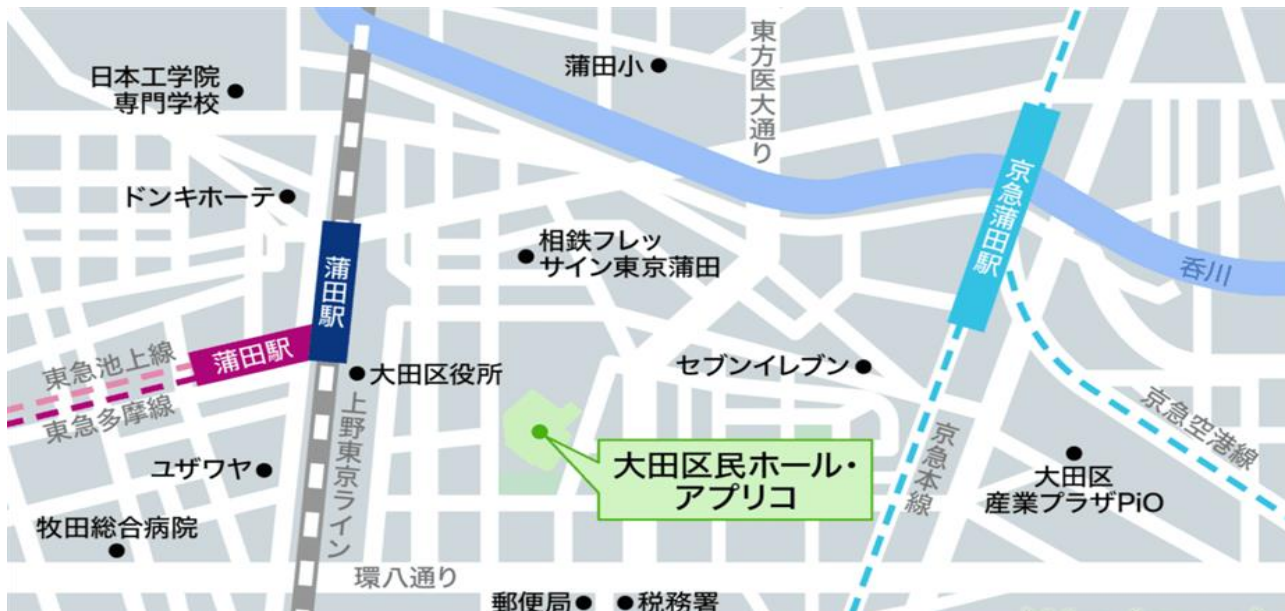 日本工学院
専門学校
蒲田小
東方医大通り
ドンキホーテ
蒲田駅
相鉄フレッ
サイン東京蒲田
京急蒲田駅
呑川
蒲田駅
東急池上線
東急多摩線
大田区役所
上野東京ライン
セブンイレブン
大田区民ホール・
アプリコ
京急本線
京急空港線
大田区
産業プラザPiO
ユザワヤ
牧田総合病院
環八通り
郵便局
税務署